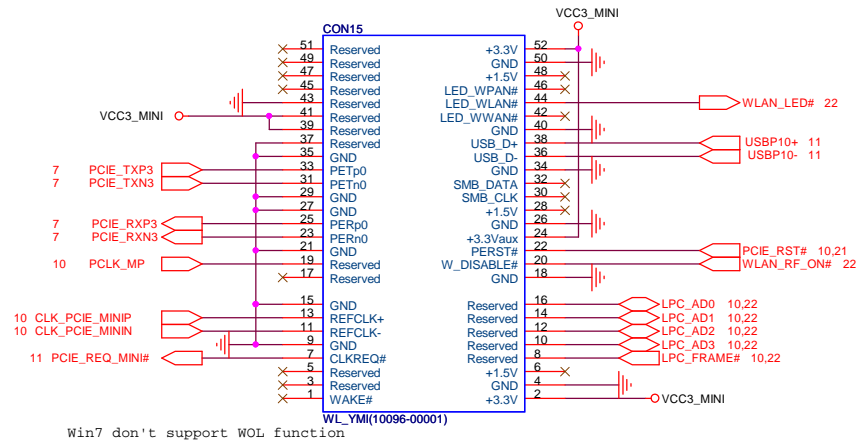 VCC3_MINI
CON15
51 Reserved +3.3V 52
49 Reserved GND 50
47 Reserved +1.5V 48
45 Reserved LED_WPAN# 46
43 Reserved LED_WLAN# 44 WLAN_LED# 22
VCC3_MINI 41 Reserved LED_WWAN# 42
39 Reserved GND 40
37 Reserved USB_D+ 38 USBP10+ 11
35 GND USB_D- 36 USBP10- 11
7 PCIE_TXP3 33 PETp0 GND 34
7 PCIE_TXN3 31 PETn0 SMB_DATA 32
29 GND SMB_CLK 30
27 GND +1.5V 28
7 PCIE_RXP3 25 PERp0 GND 26
7 PCIE_RXN3 23 PERn0 +3.3Vaux 24
21 GND PERST# 22 PCIE_RST# 10,21
10 PCLK_MP 19 Reserved W_DISABLE# 20 WLAN_RF_ON# 22
17 Reserved GND 18
15 GND Reserved 16 LPC_AD0 10,22
10 CLK_PCIE_MINIP 13 REFCLK+ Reserved 14 LPC_AD1 10,22
10 CLK_PCIE_MININ 11 REFCLK- Reserved 12 LPC_AD2 10,22
9 GND Reserved 10 LPC_AD3 10,22
11 PCIE_REQ_MINI# 7 CLKREQ# Reserved 8 LPC_FRAME# 10,22
5 Reserved +1.5V 6
3 Reserved GND 4
1 WAKE# +3.3V 2 VCC3_MINI
WL_YMI(10096-00001)
Win7 don't support WOL function